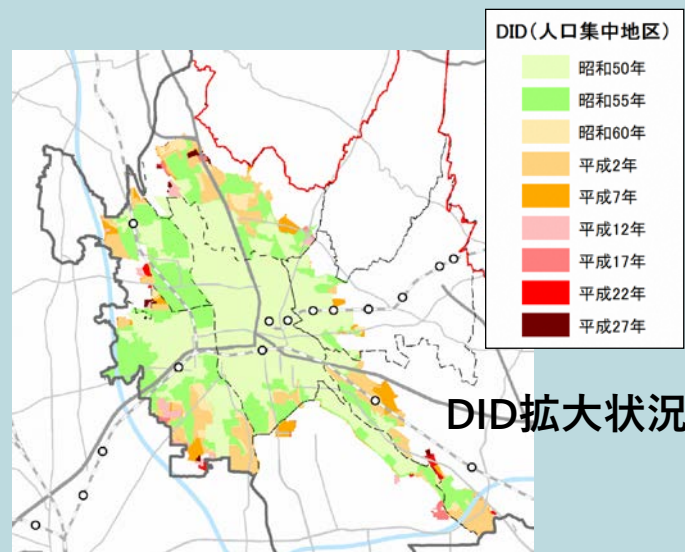 DID(人口集中地区)
昭和50年
昭和55年
昭和60年
平成2年
平成7年
平成12年
平成17年
平成22年
平成27年
DID拡大状況